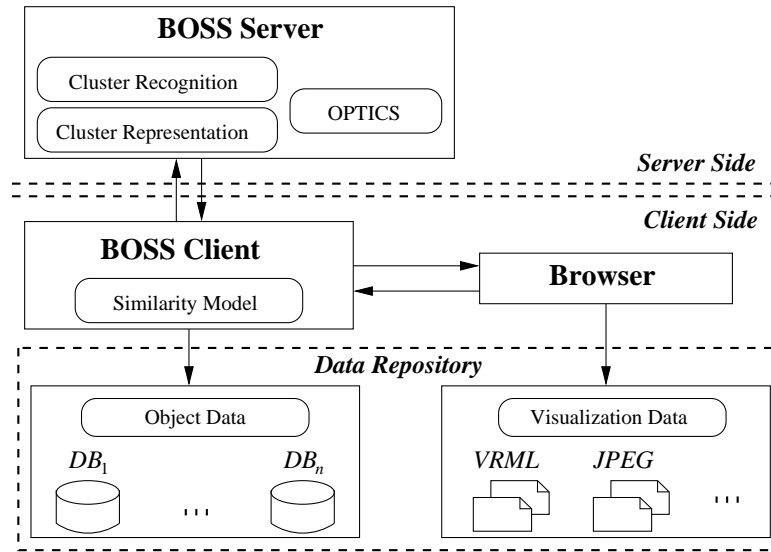 BOSS Server
Cluster Recognition
OPTICS
Cluster Representation
Server Side
Client Side
BOSS Client
Similarity Model
Browser
Data Repository
Object Data
DB1
...
DBn
Visualization Data
VRML
JPEG
...